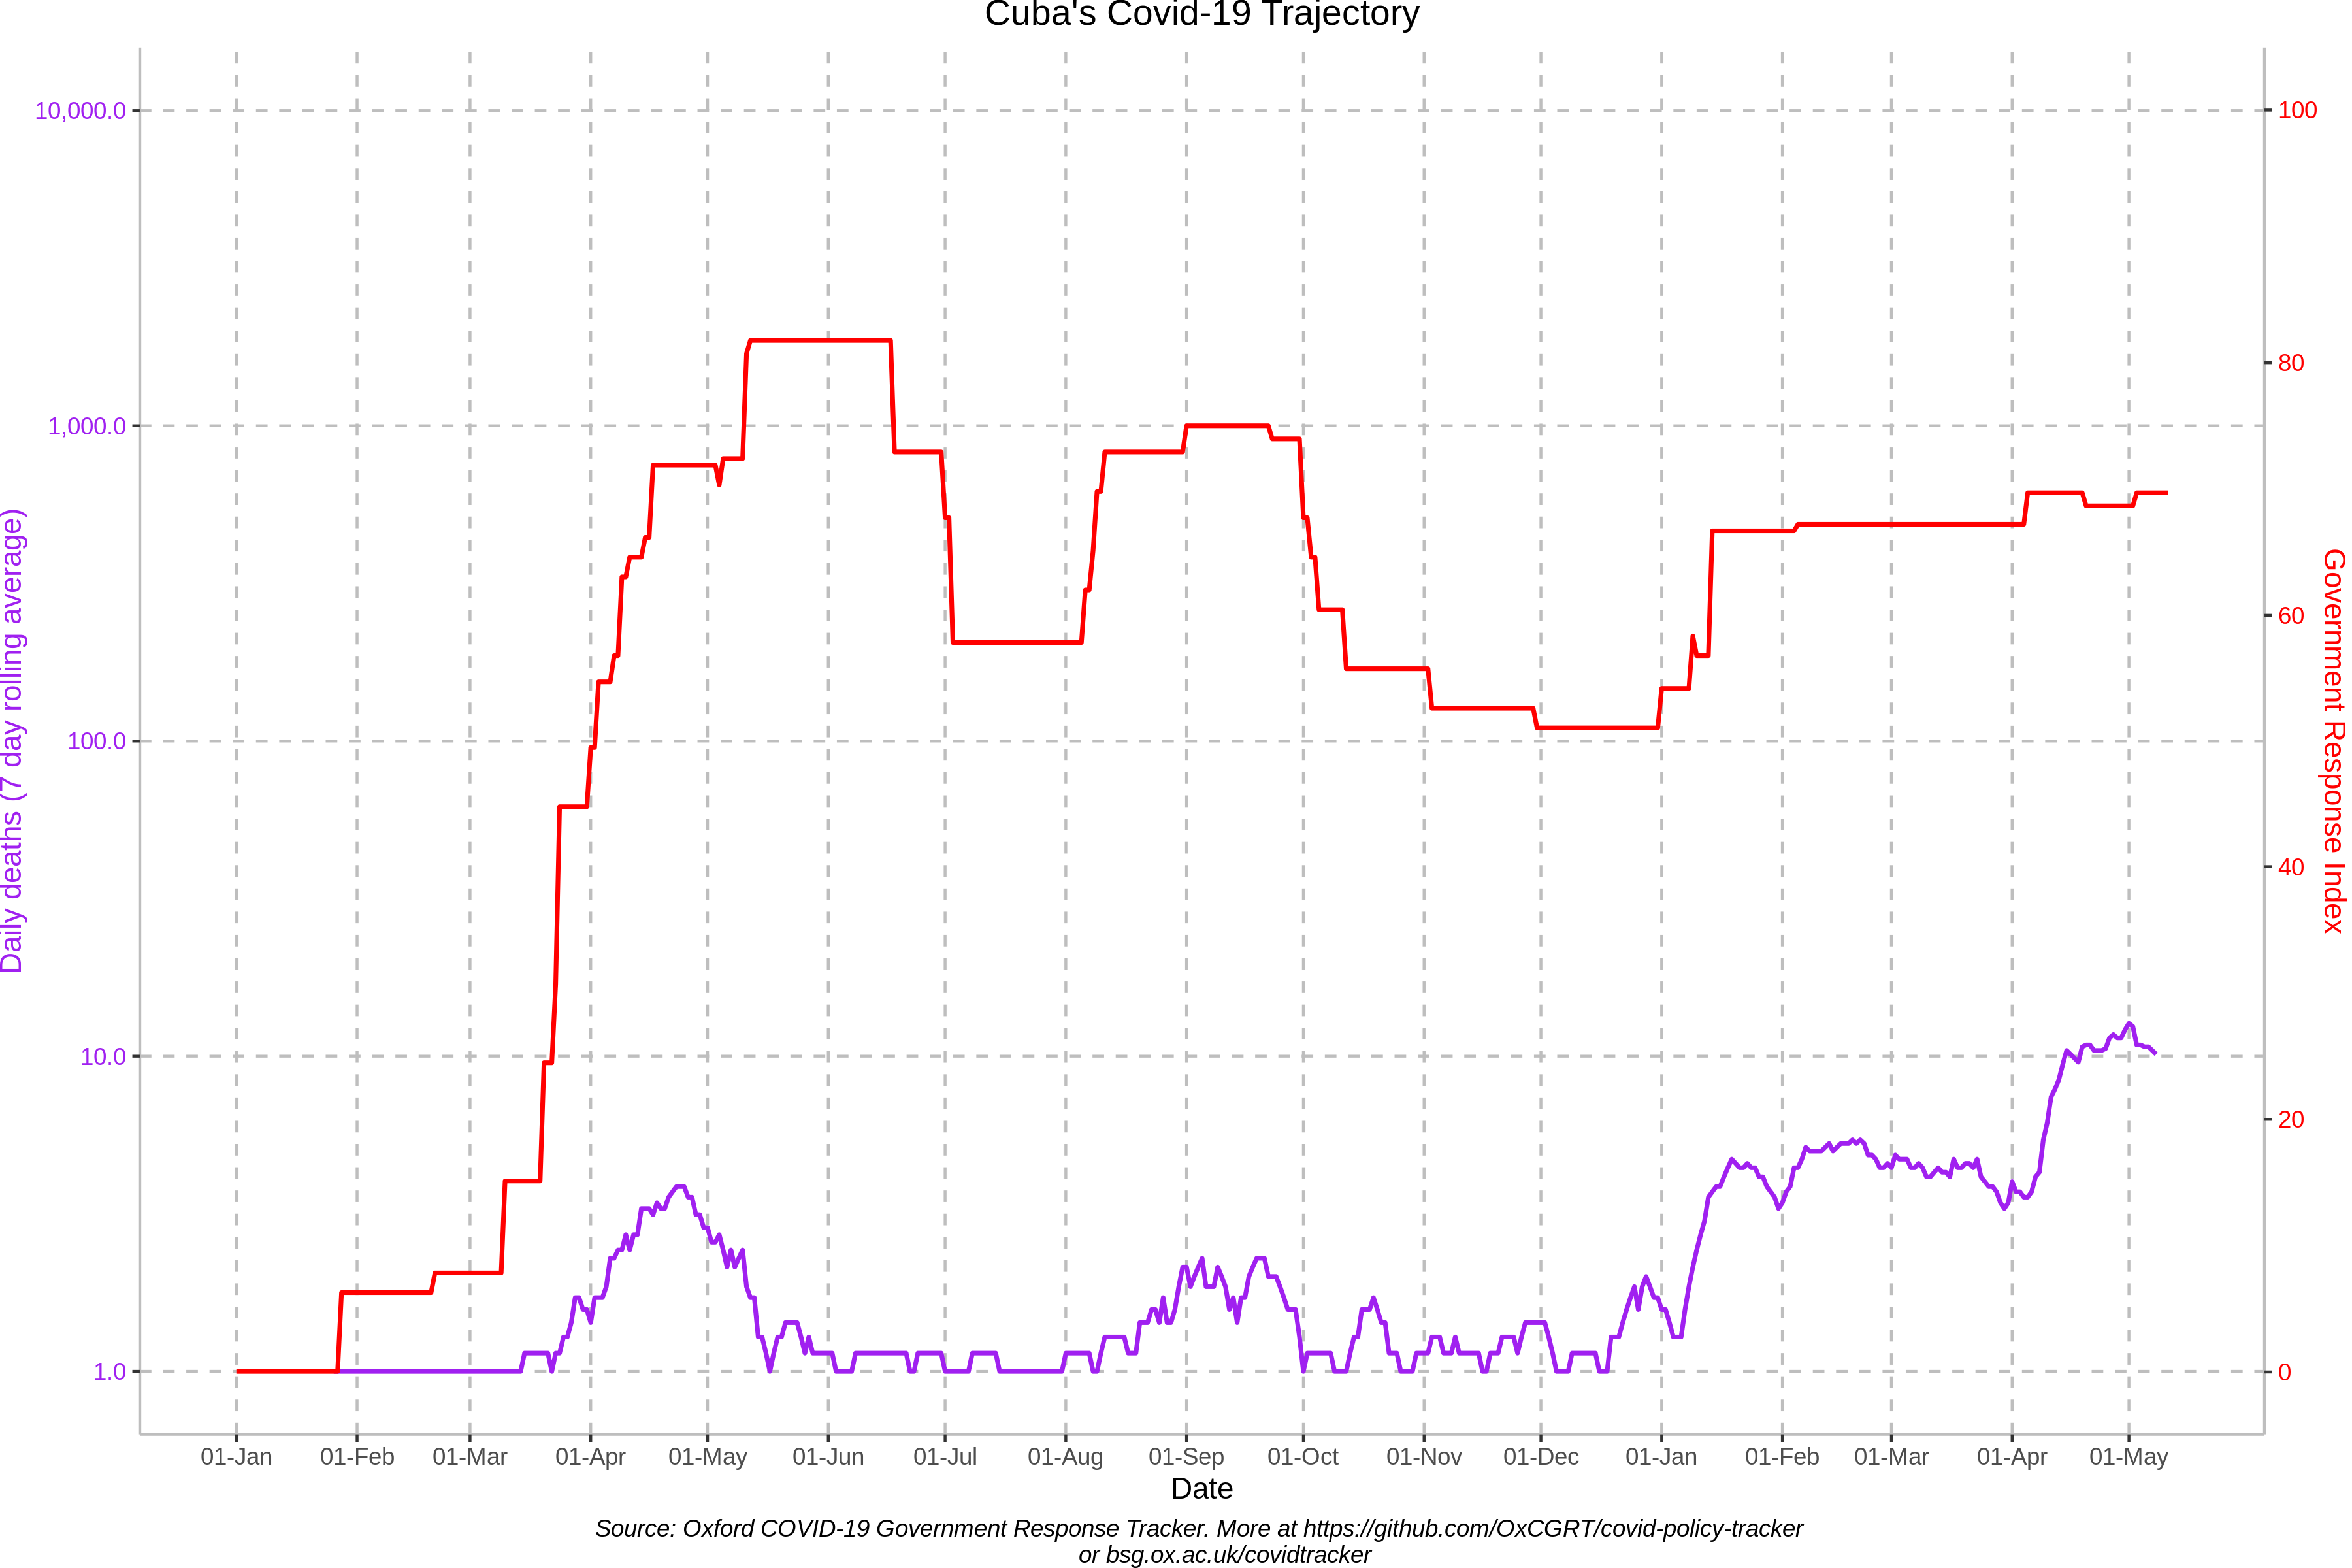 Cuba's Covid-19 Trajectory
10,000.0
1,000.0
100.0
10.0
1.0
Daily deaths (7 day rolling average)
100
80
60
40
20
0
Government Response Index
01-Jan 01-Feb 01-Mar 01-Apr 01-May 01-Jun 01-Jul 01-Aug 01-Sep 01-Oct 01-Nov 01-Dec 01-Jan 01-Feb 01-Mar 01-Apr 01-May
Date
Source: Oxford COVID-19 Government Response Tracker. More at https://github.com/OxCGRT/covid-policy-tracker
or bsg.ox.ac.uk/covidtracker